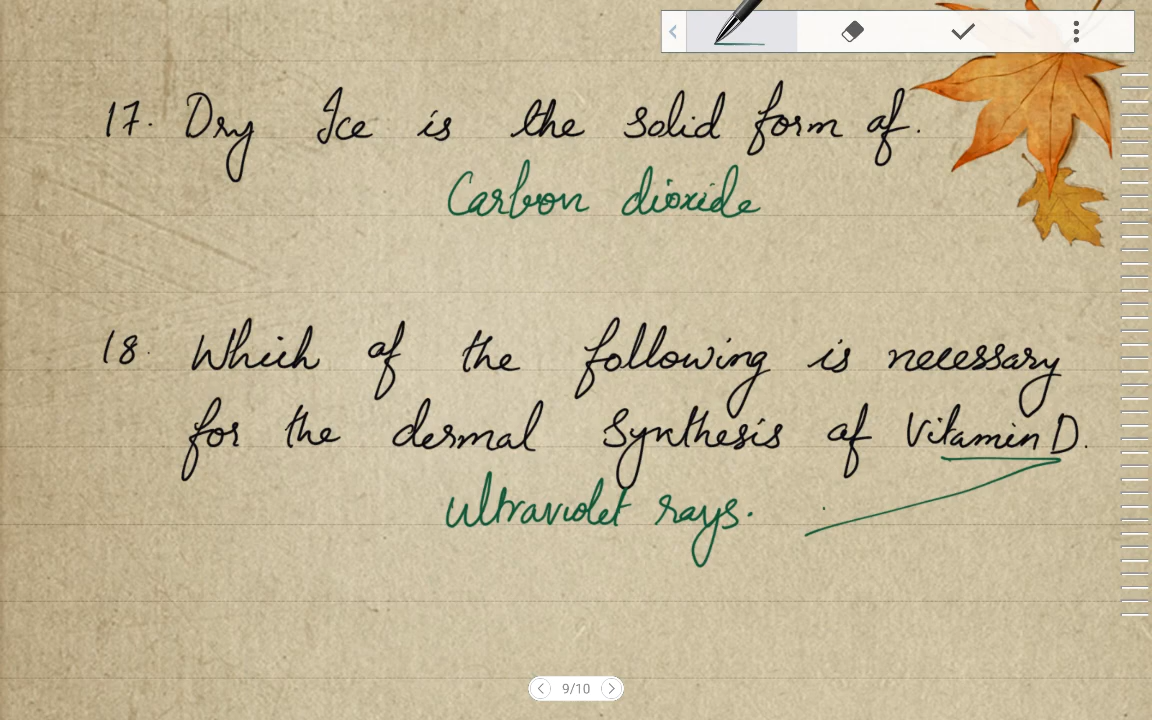 17. Dry Ice is the solid form of.
Carbon dioxide
18. Which of the following is necessary
for the dermal Synthesis of Vitamin D.
ultraviolet rays.
9/10